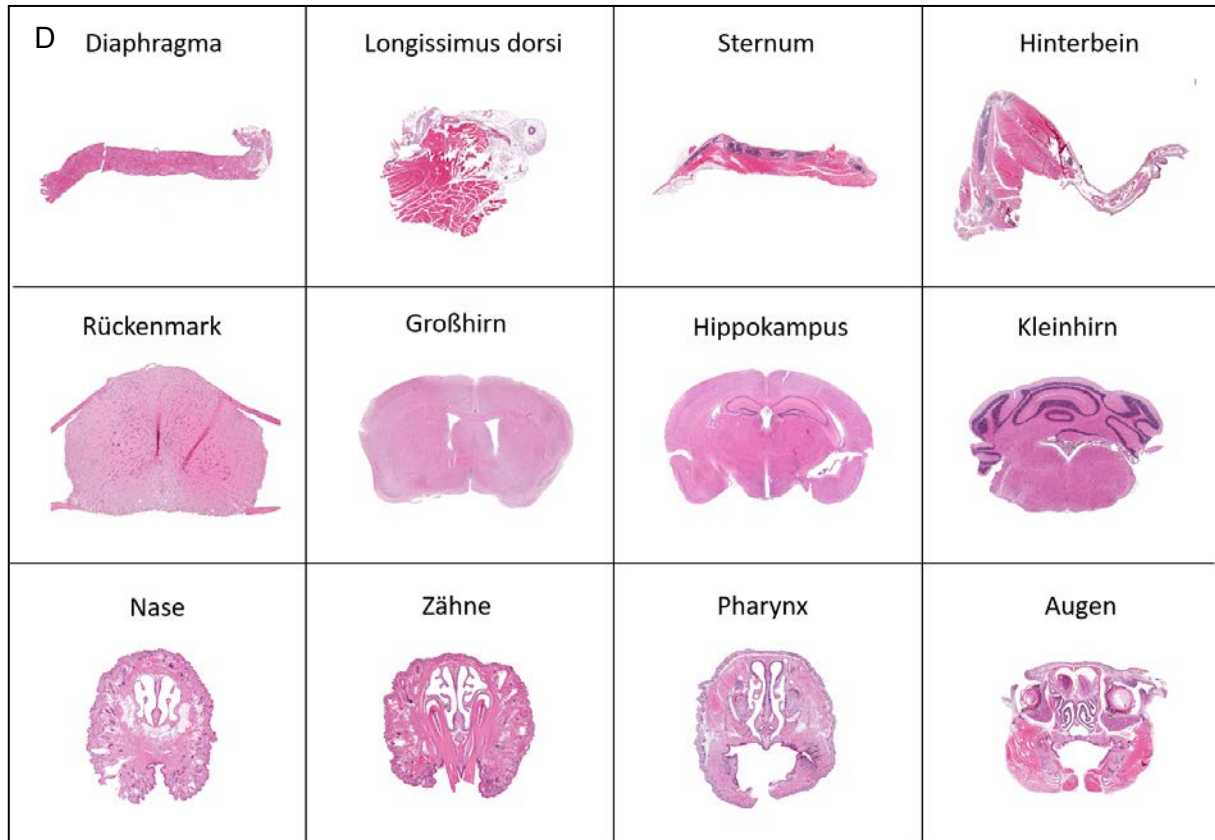 D
Diaphragma
Longissimus dorsi
Sternum
Hinterbein
Rückenmark
Großhirn
Hippokampus
Kleinhirn
Nase
Zähne
Pharynx
Augen